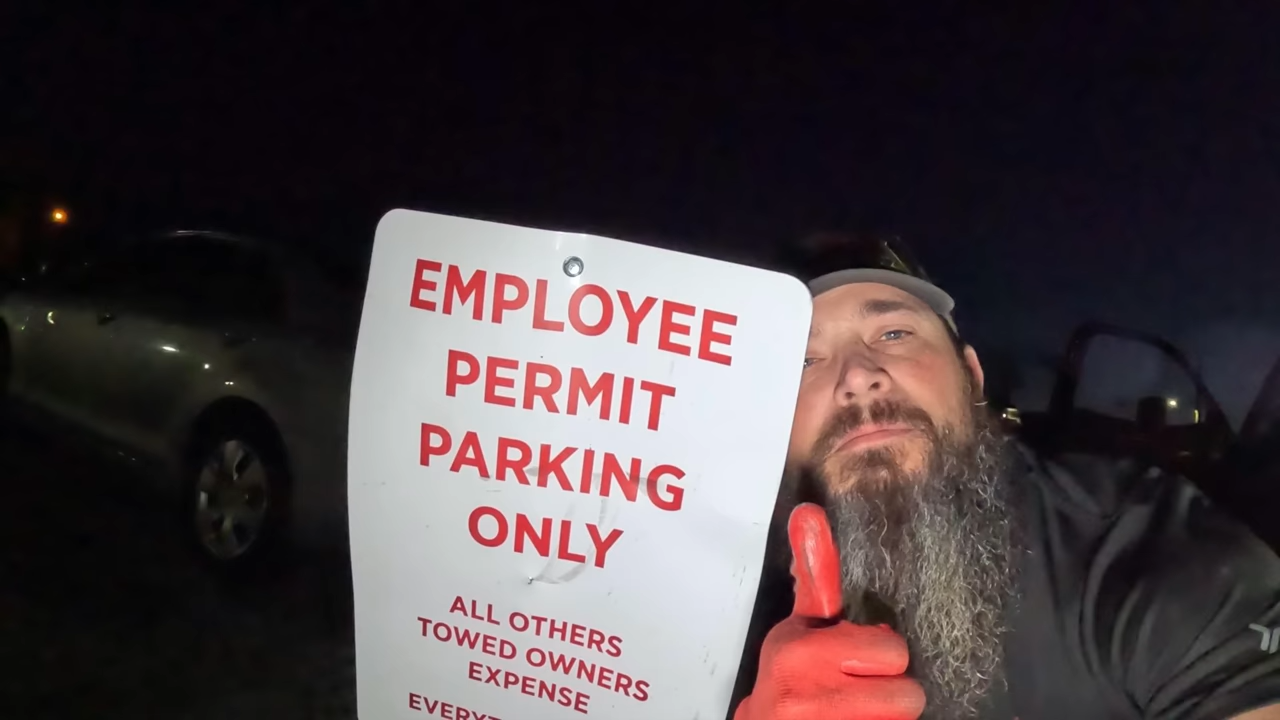 EMPLOYEE
PERMIT
PARKING
ONLY
ALL OTHERS
TOWED OWNERS
EXPENSE